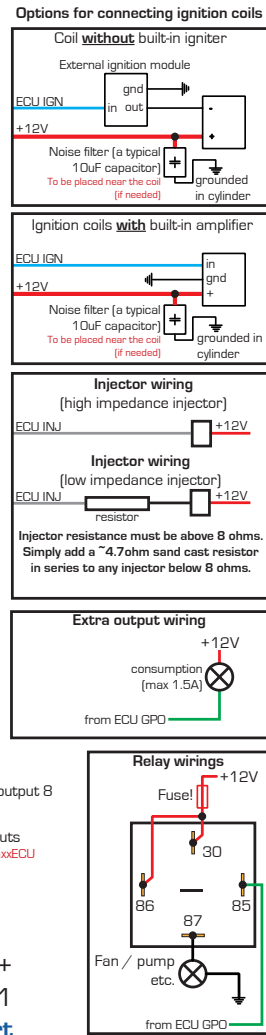 Options for connecting ignition coils
Coil without built-in igniter
External ignition module
gnd
ECU IGN
in out
-
+12V
+
Noise filter (a typical
10uF capacitor)
To be placed near the coil
(if needed)
grounded
in cylinder
Ignition coils with built-in amplifier
ECU IGN
in
gnd
+12V
+
Noise filter (a typical
10uF capacitor)
To be placed near the coil
(if needed)
grounded in
cylinder
Injector wiring
(high impedance injector)
ECU INJ
+12V
Injector wiring
(low impedance injector)
ECU INJ
+12V
resistor
Injector resistance must be above 8 ohms.
Simply add a ~4.7ohm sand cast resistor
in series to any injector below 8 ohms.
Extra output wiring
+12V
consumption
(max 1.5A)
from ECU GPO
Relay wirings
+12V
Fuse!
30
86
85
87
Fan / pump
etc.
from ECU GPO
output 8
uts
xxECU
+
1
rt